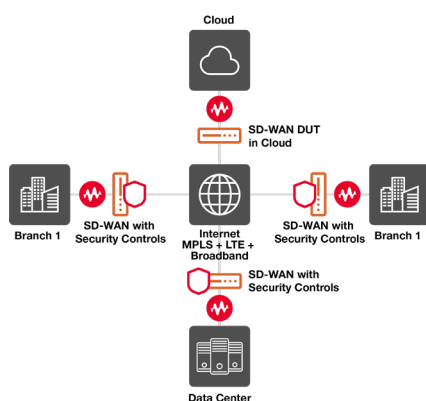 Cloud
SD-WAN DUT
in Cloud
Branch 1
SD-WAN with
Security Controls
Internet
MPLS + LTE +
Broadband
SD-WAN with
Security Controls
Branch 1
SD-WAN with
Security Controls
Data Center